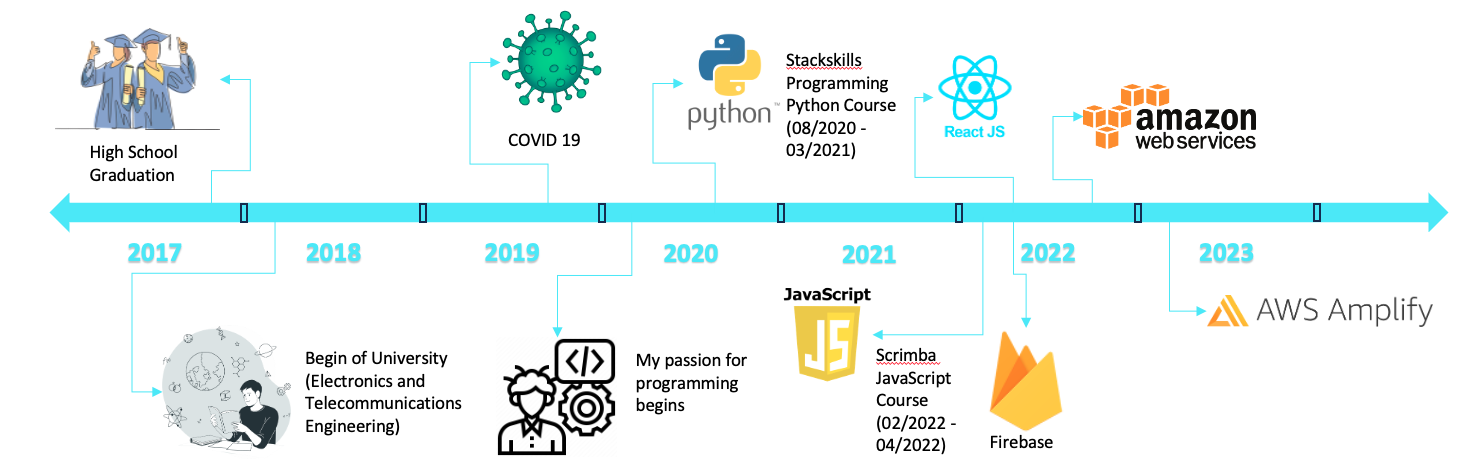 High School
Graduation
COVID 19
python™
Stackskills
Programming
Python Course
(08/2020 -
03/2021)
React JS
amazon
web services
2017
2018
2019
2020
2021
2022
2023
Begin of University
(Electronics and
Telecommunications
Engineering)
</>
My passion for
programming
begins
JavaScript
JS
Scrimba
JavaScript
Course
(02/2022 -
04/2022)
Firebase
AWS Amplify